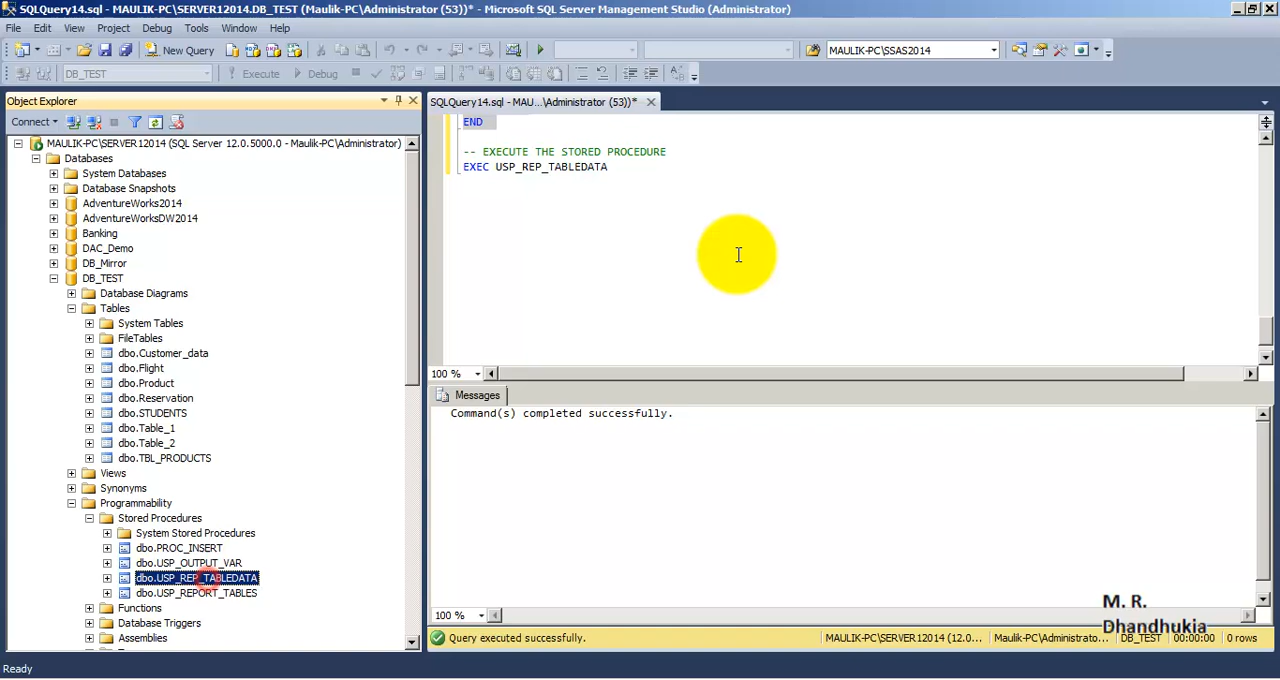 SQLQuery14.sql - MAULIK-PC\SERVER12014.DB_TEST (Maulik-PC\Administrator (53))* - Microsoft SQL Server Management Studio (Administrator)
File Edit View Project Debug Tools Window Help
New Query MAULIK-PC\SSAS2014
DB_TEST Execute Debug
Object Explorer
Connect
MAULIK-PC\SERVER12014 (SQL Server 12.0.5000.0 - Maulik-PC\Administrator)
Databases
System Databases
Database Snapshots
AdventureWorks2014
AdventureWorksDW2014
Banking
DAC_Demo
DB_Mirror
DB_TEST
Database Diagrams
Tables
System Tables
FileTables
dbo.Customer_data
dbo.Flight
dbo.Product
dbo.Reservation
dbo.STUDENTS
dbo.Table_1
dbo.Table_2
dbo.TBL_PRODUCTS
Views
Synonyms
Programmability
Stored Procedures
System Stored Procedures
dbo.PROC_INSERT
dbo.USP_OUTPUT_VAR
dbo.USP_REP_TABLEDATA
dbo.USP_REPORT_TABLES
Functions
Database Triggers
Assemblies
SQLQuery14.sql - MAU...\Administrator (53))*
END
-- EXECUTE THE STORED PROCEDURE
EXEC USP_REP_TABLEDATA
100 %
Messages
Command(s) completed successfully.
100 %
M. R.
Dhandhukia
Query executed successfully. MAULIK-PC\SERVER12014 (12.0... Maulik-PC\Administrato... DB_TEST 00:00:00 0 rows
Ready